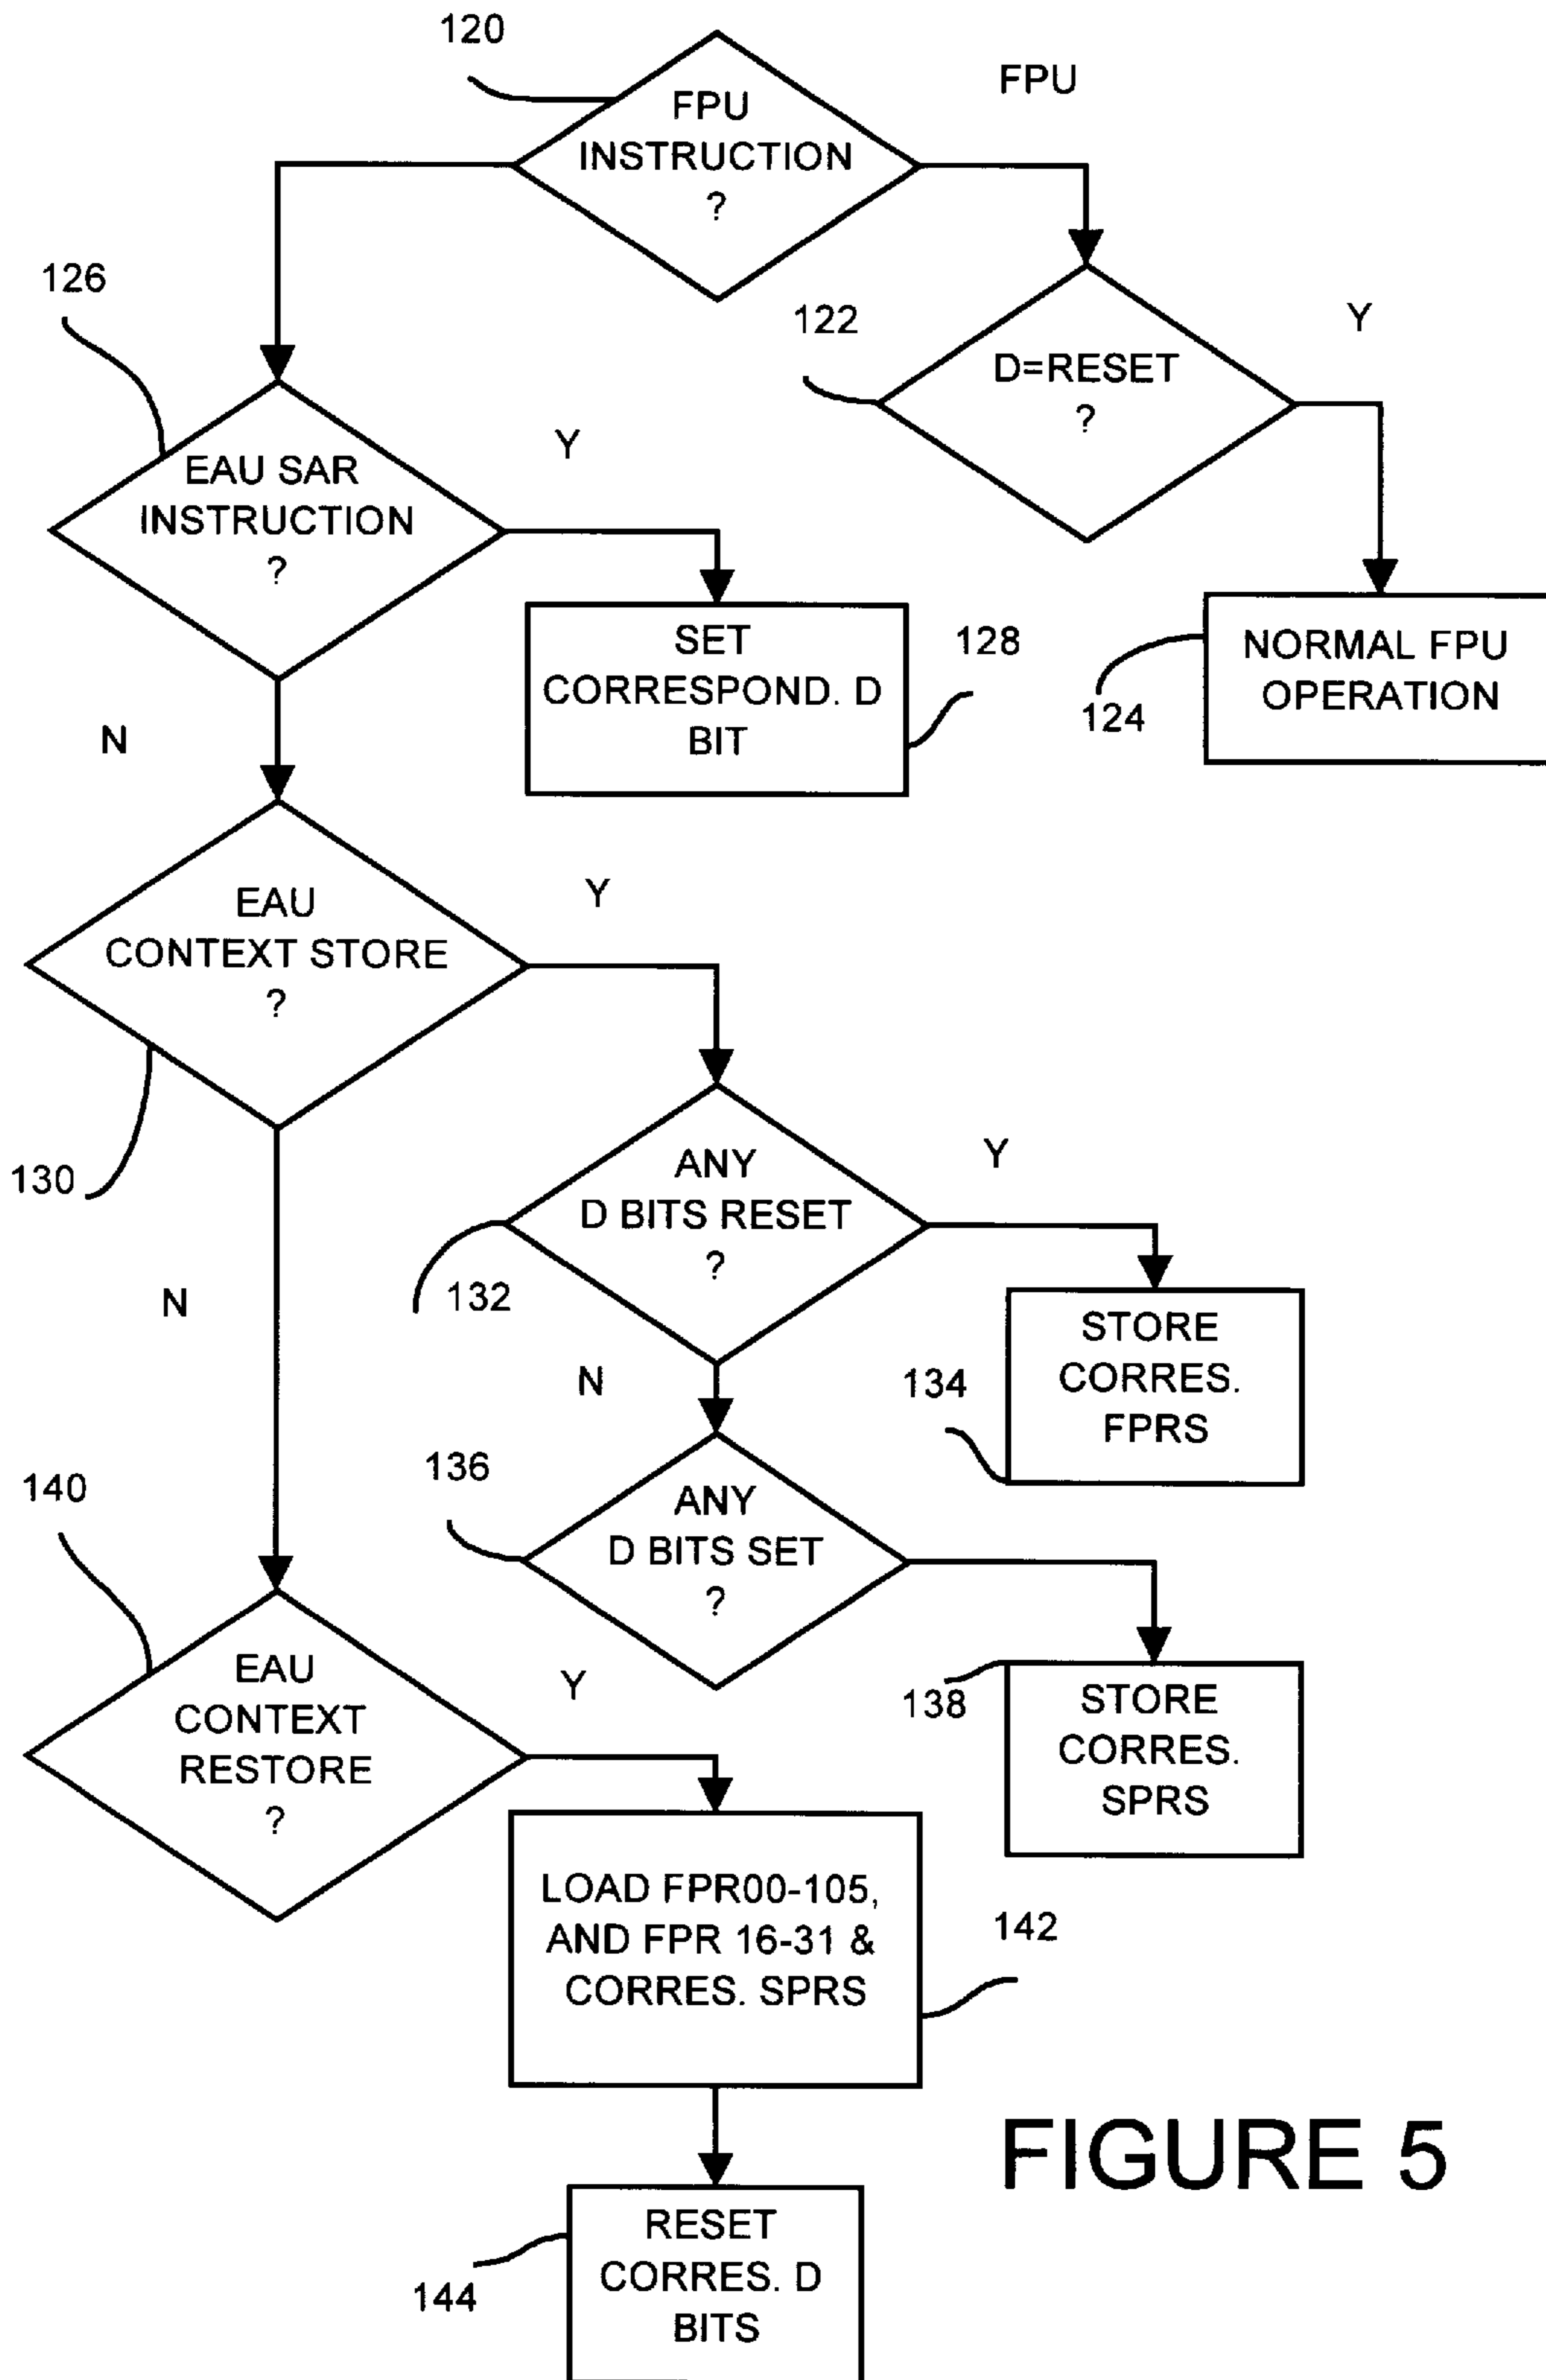 120
FPU
FPU
INSTRUCTION
?
126
122
Y
D=RESET
?
Y
EAU SAR
INSTRUCTION
?
SET
CORRESPOND. D
BIT
128
NORMAL FPU
OPERATION
124
N
EAU
CONTEXT STORE
?
Y
130
ANY
D BITS RESET
?
Y
132
N
STORE
CORRES.
FPRS
134
N
136
ANY
D BITS SET
?
140
EAU
CONTEXT
RESTORE
?
Y
138
STORE
CORRES.
SPRS
LOAD FPR00-105,
AND FPR 16-31 &
CORRES. SPRS
142
FIGURE 5
RESET
CORRES. D
BITS
144